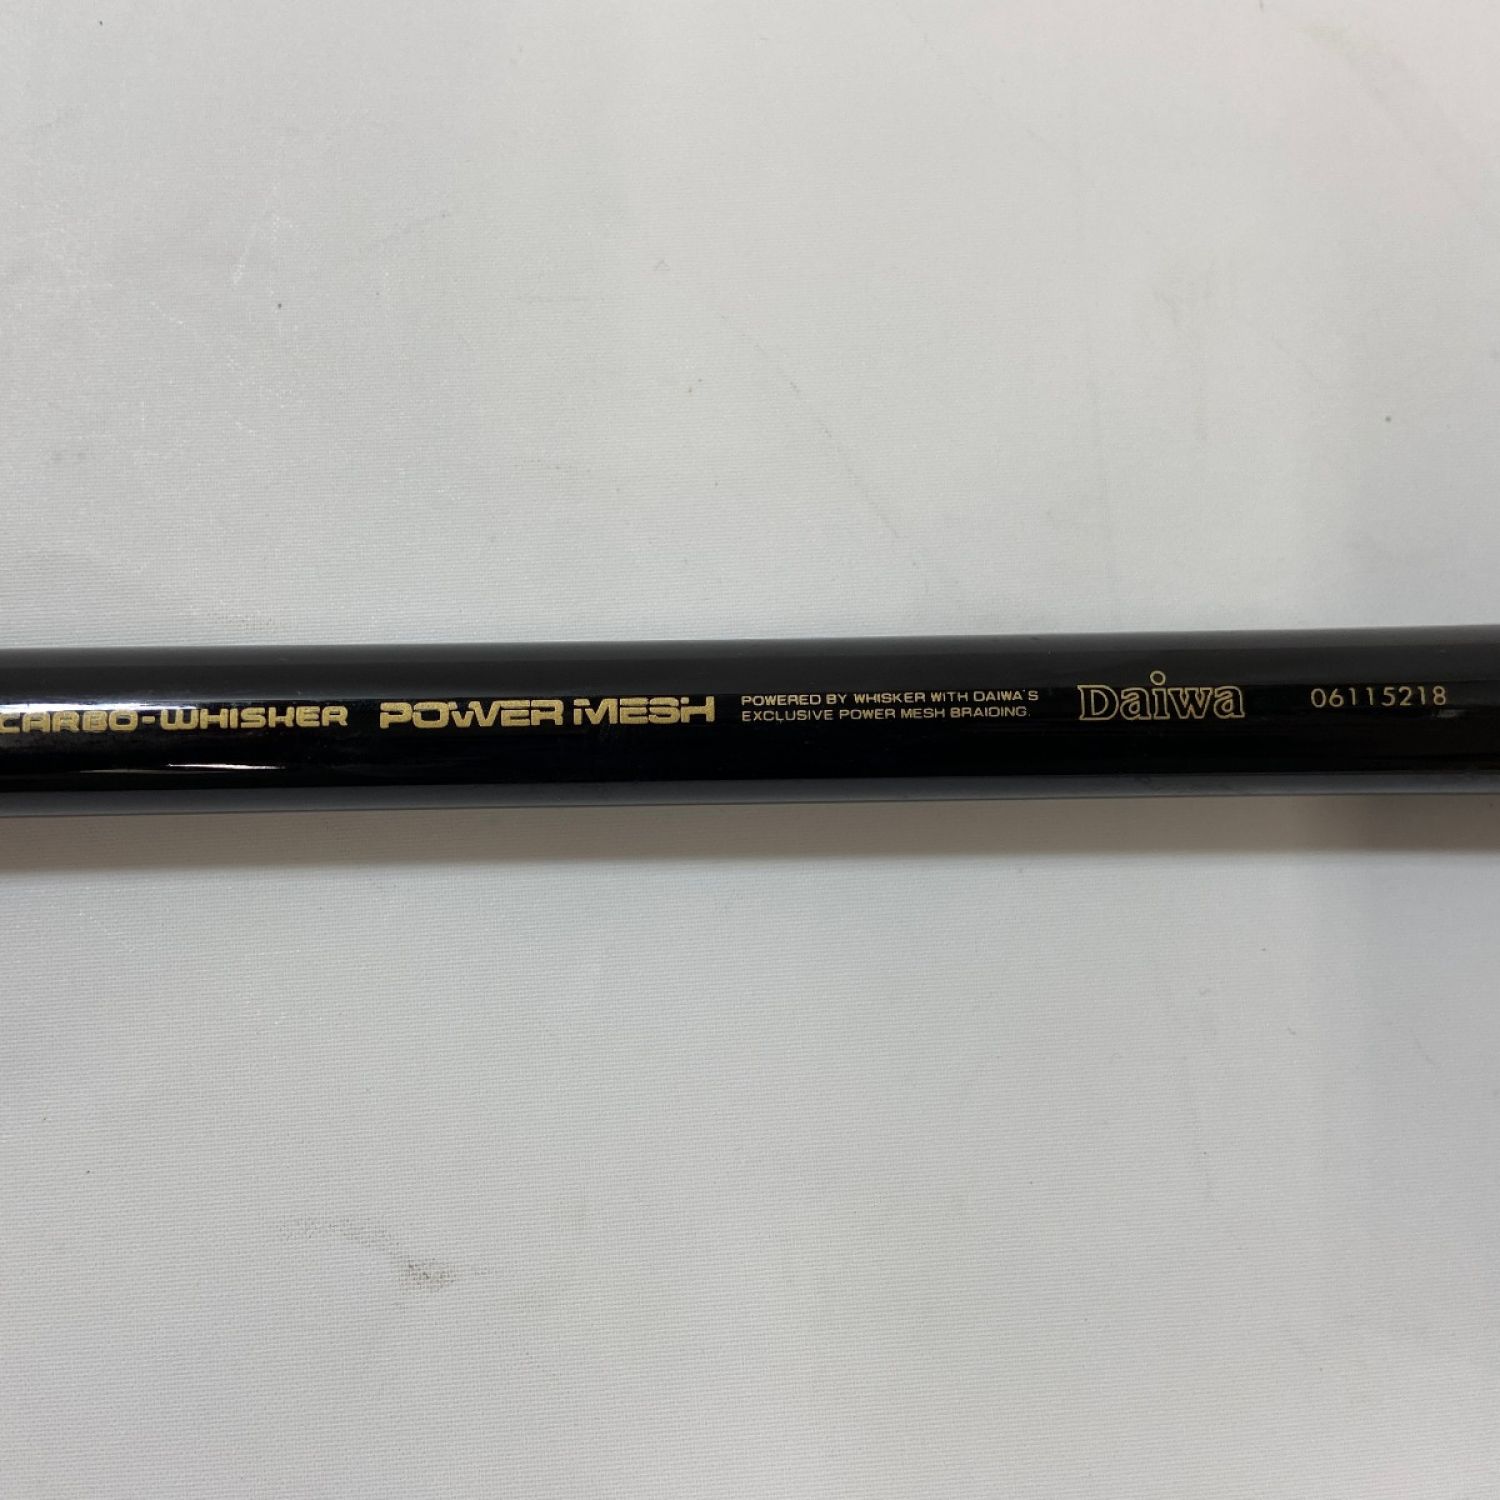 CARBO-WHISKER POWER MESH POWERED BY WHISKER WITH DAIWA'S
EXCLUSIVE POWER MESH BRAIDING.
Daiwa 06115218